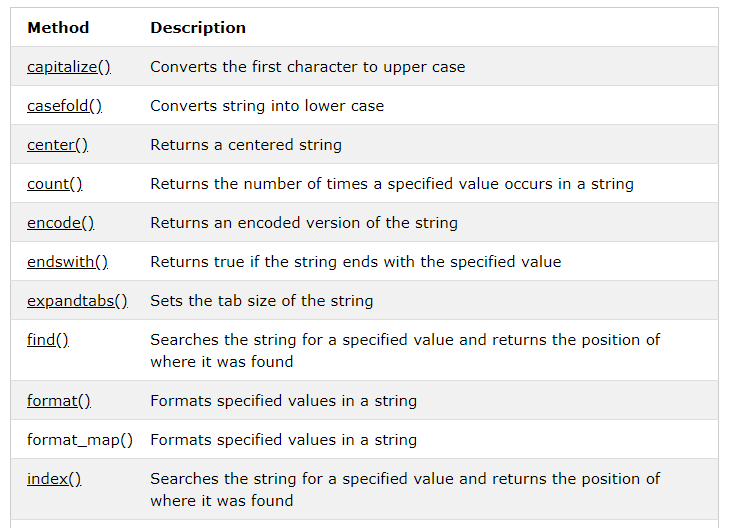 Method Description
capitalize() Converts the first character to upper case
casefold() Converts string into lower case
center() Returns a centered string
count() Returns the number of times a specified value occurs in a string
encode() Returns an encoded version of the string
endswith() Returns true if the string ends with the specified value
expandtabs() Sets the tab size of the string
find() Searches the string for a specified value and returns the position of
where it was found
format() Formats specified values in a string
format_map() Formats specified values in a string
index() Searches the string for a specified value and returns the position of
where it was found